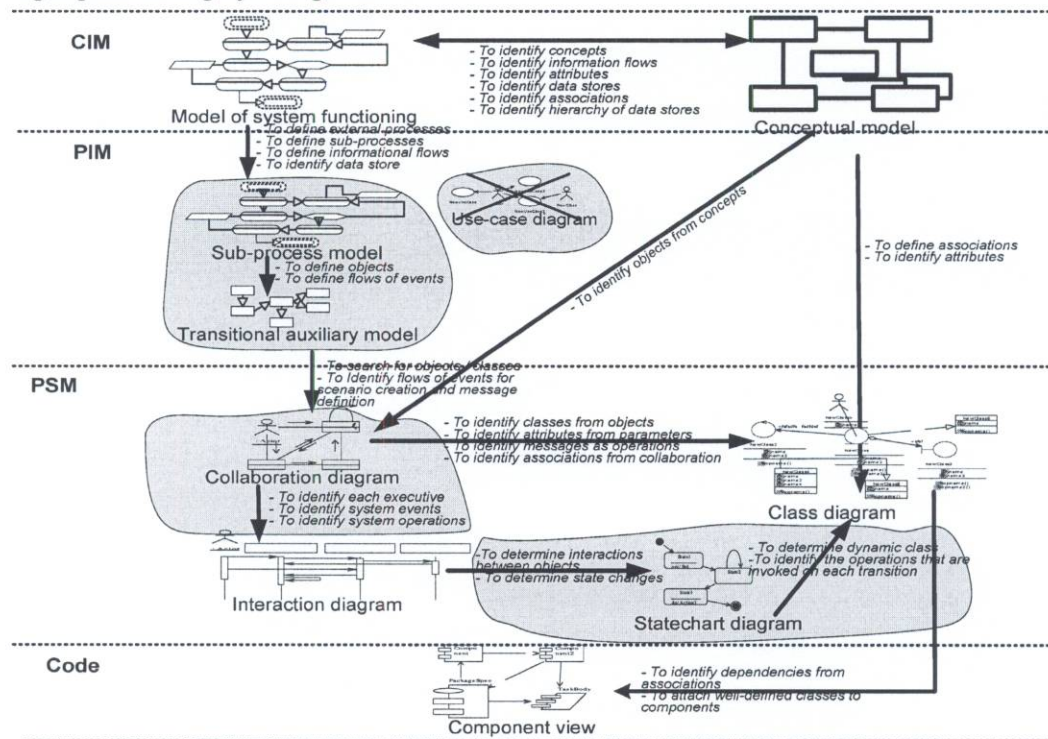 CIM
- To identify concepts
- To identify information flows
- To identify attributes
- To identify data stores
- To identify associations
- To identify hierarchy of data stores
Model of system functioning
Conceptual model
- To define external processes
- To define sub-processes
- To define informational flows
- To identify data store
PIM
Use-case diagram
Sub-process model
- To define objects
- To define flows of events
Transitional auxiliary model
- To identify objects from concepts
- To define associations
- To identify attributes
PSM
- To search for objects / classes
- To Identify flows of events for
scenario creation and message
definition
- To identify classes from objects
- To identify attributes from parameters
- To identify messages as operations
- To identify associations from collaboration
Collaboration diagram
Class diagram
- To identify each executive
- To identify system events
- To identify system operations
- To determine interactions
between objects
- To determine state changes
- To determine dynamic class
- To identify the operations that are
invoked on each transition
Interaction diagram
Statechart diagram
Code
PackageSpec
TaskBody
- To identify dependencies from
associations
- To attach well-defined classes to
components
Component view